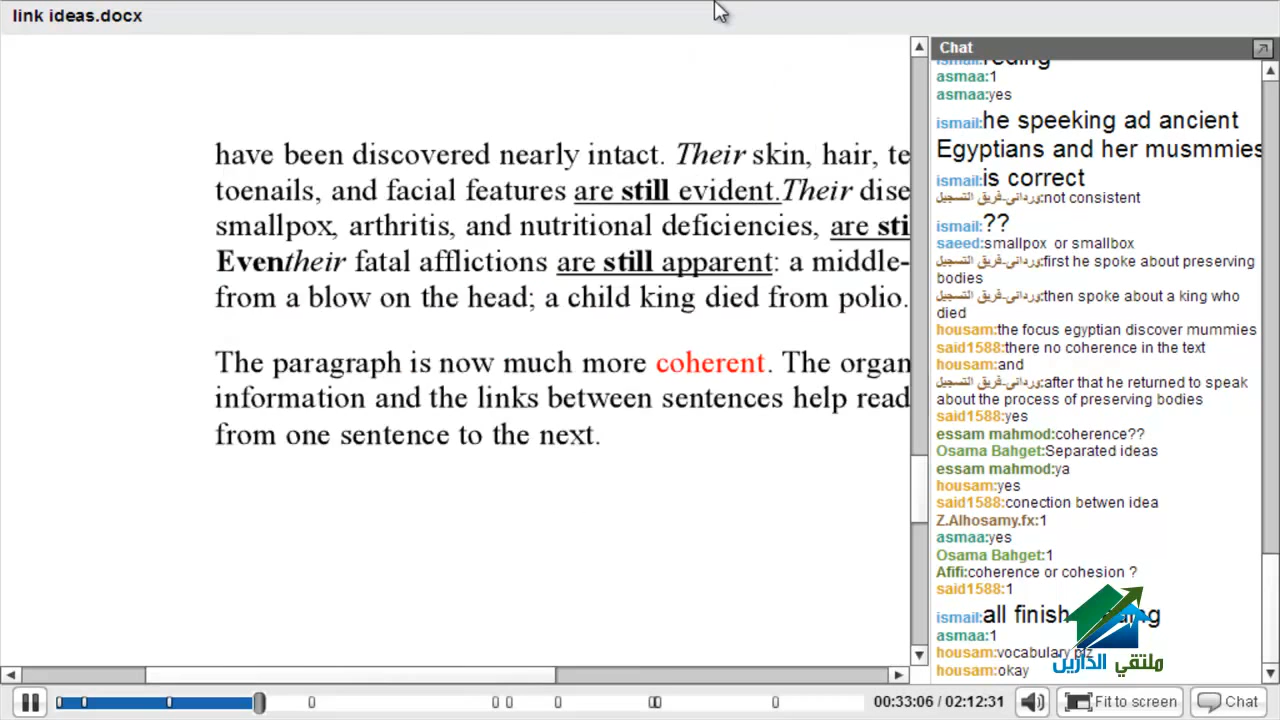 link ideas.docx
have been discovered nearly intact. Their skin, hair, te
toenails, and facial features are still evident.Their dise
smallpox, arthritis, and nutritional deficiencies, are sti
Eventheir fatal afflictions are still apparent: a middle-
from a blow on the head; a child king died from polio.
The paragraph is now much more coherent. The organ
information and the links between sentences help read
from one sentence to the next.
Chat
ismail:reding
asmaa:1
asmaa:yes
ismail:he speeking ad ancient
Egyptians and her musmmies
ismail:is correct
ورداني-فريق التسجيل:not consistent
ismail:??
saeed:smallpox or smallbox
ورداني-فريق التسجيل:first he spoke about preserving
bodies
ورداني-فريق التسجيل:then spoke about a king who
died
housam:the focus egyptian discover mummies
said1588:there no coherence in the text
housam:and
ورداني-فريق التسجيل:after that he returned to speak
about the process of preserving bodies
said1588:yes
essam mahmod:coherence??
Osama Bahget:Separated ideas
essam mahmod:ya
housam:yes
said1588:conection betwen idea
Z.Alhosamy.fx:1
asmaa:yes
Osama Bahget:1
Afifi:coherence or cohesion ?
said1588:1
ismail:all finish
asmaa:1
housam:vocabulary plz
housam:okay
ملتقي الدارين
00:33:06 / 02:12:31
Fit to screen
Chat